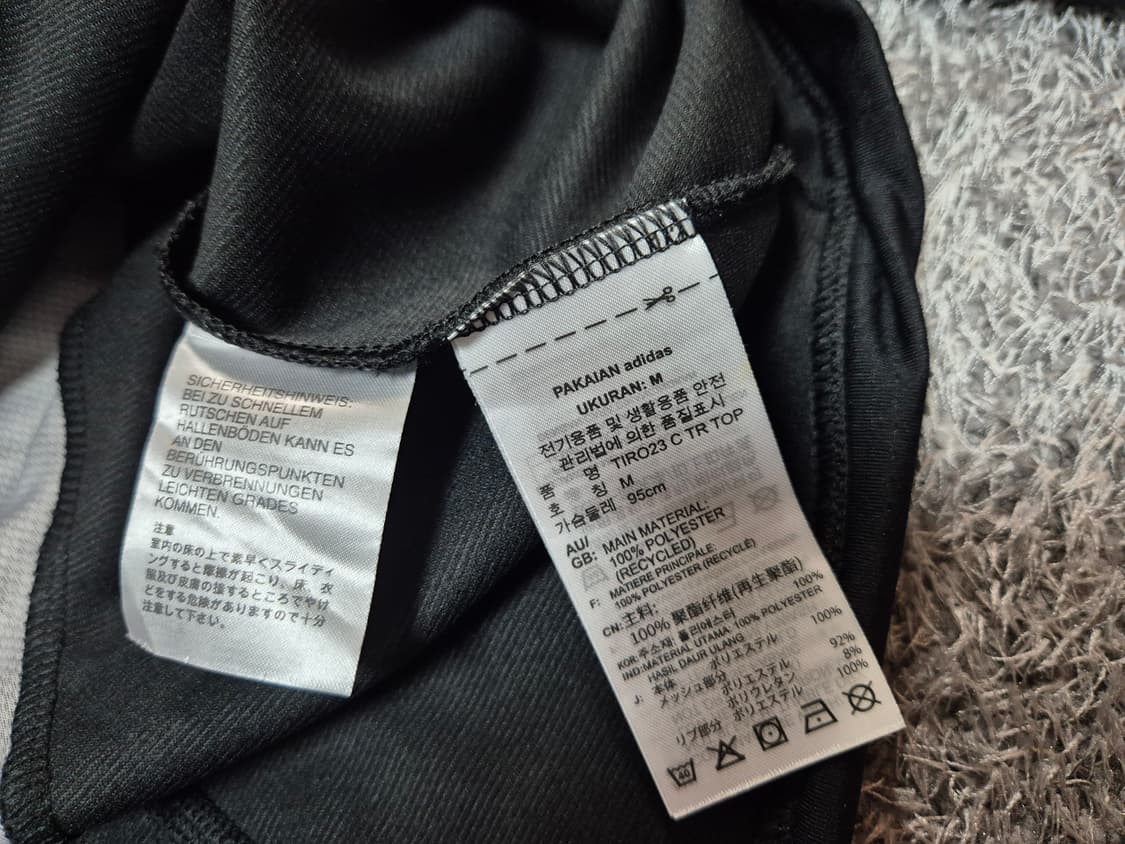 SICHERHEITSHINWEIS:
BEI ZU SCHNELLEM
RUTSCHEN AUF
HALLENBÖDEN KANN ES
AN DEN
BERÜHRUNGSPUNKTEN
ZU VERBRENNUNGEN
LEICHTEN GRADES
KOMMEN.
注意
室内の床の上で素早くスライディ
ングすると摩擦が起こり、床、衣
服及び皮膚の接するところでやけ
どをする危険がありますので十分
注意して下さい。
PAKAIAN adidas
UKURAN: M
전기용품 및 생활용품 안전
관리법에 의한 품질표시
품 명 TIRO23 C TR TOP
호 칭 M
가슴둘레 95cm
AU/
GB: MAIN MATERIAL:
100% POLYESTER
(RECYCLED)
F: MATIERE PRINCIPALE:
100% POLYESTER (RECYCLÉ)
CN: 主料:
100% 聚酯纤维(再生聚酯)
KOR: 주소재: 폴리에스터 100%
IND: MATERIAL UTAMA: 100% POLYESTER
HASIL DAUR ULANG
J: 本体 ポリエステル 100%
メッシュ部分 ポリエステル 92%
ポリウレタン 8%
リブ部分 ポリエステル 100%
40